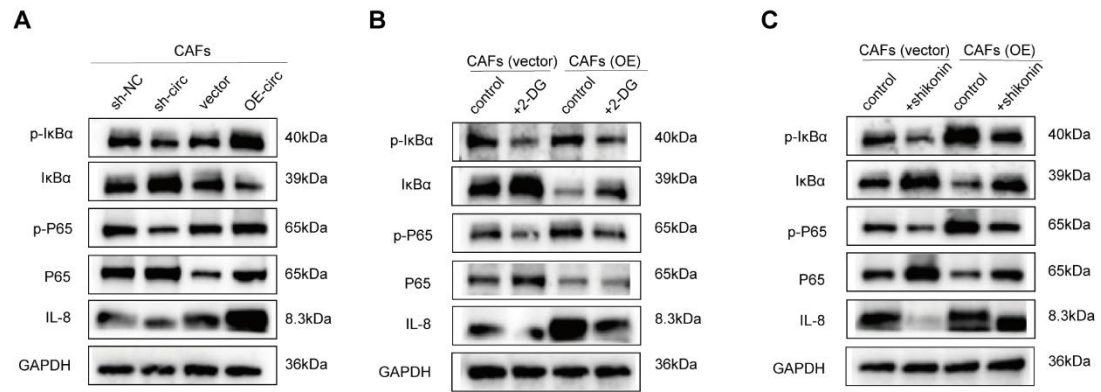 A
CAFs
sh-NC sh-circ vector OE-circ
p-IκBα 40kDa
IκBα 39kDa
p-P65 65kDa
P65 65kDa
IL-8 8.3kDa
GAPDH 36kDa
B
CAFs (vector) CAFs (OE)
control +2-DG control +2-DG
p-IκBα 40kDa
IκBα 39kDa
p-P65 65kDa
P65 65kDa
IL-8 8.3kDa
GAPDH 36kDa
C
CAFs (vector) CAFs (OE)
control +shikonin control +shikonin
p-IκBα 40kDa
IκBα 39kDa
p-P65 65kDa
P65 65kDa
IL-8 8.3kDa
GAPDH 36kDa